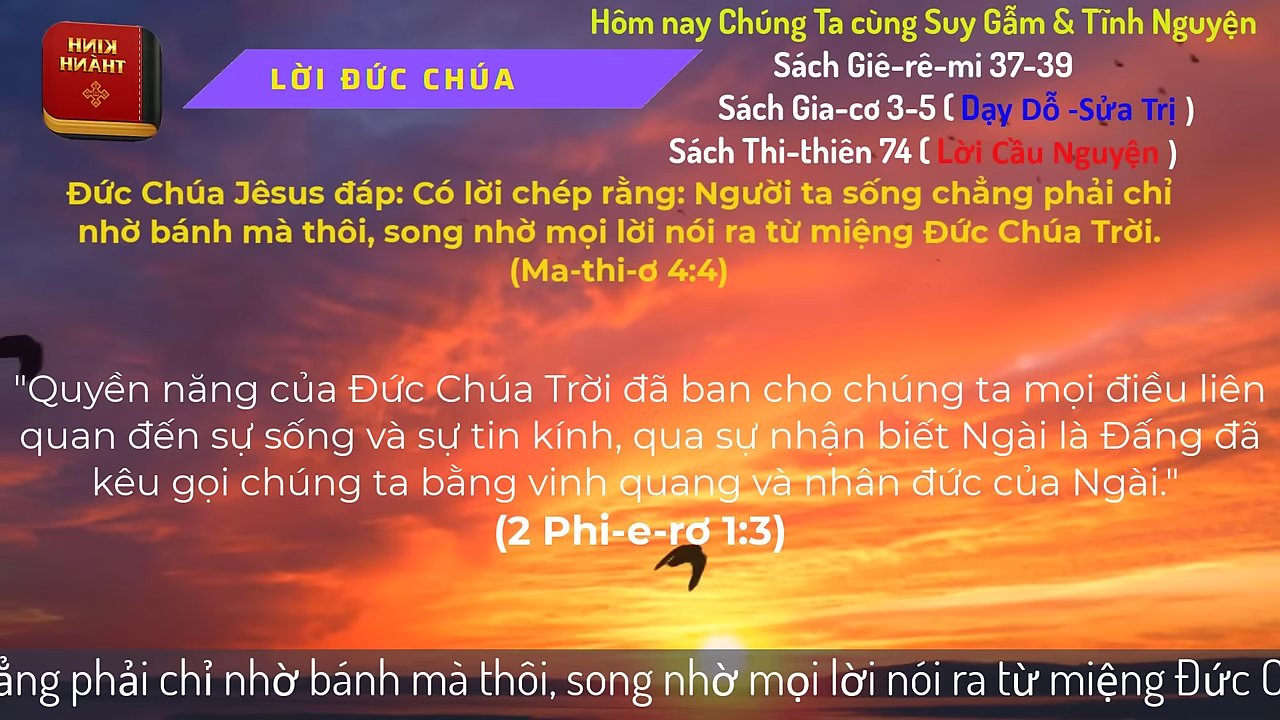 KINH
THÁNH
LỜI ĐỨC CHÚA
Hôm nay Chúng Ta cùng Suy Gẫm & Tĩnh Nguyện
Sách Giê-rê-mi 37-39
Sách Gia-cơ 3-5 ( Dạy Dỗ -Sửa Trị )
Sách Thi-thiên 74 ( Lời Cầu Nguyện )
Đức Chúa Jêsus đáp: Có lời chép rằng: Người ta sống chẳng phải chỉ
nhờ bánh mà thôi, song nhờ mọi lời nói ra từ miệng Đức Chúa Trời.
(Ma-thi-ơ 4:4)
"Quyền năng của Đức Chúa Trời đã ban cho chúng ta mọi điều liên
quan đến sự sống và sự tin kính, qua sự nhận biết Ngài là Đấng đã
kêu gọi chúng ta bằng vinh quang và nhân đức của Ngài."
(2 Phi-e-rơ 1:3)
ẳng phải chỉ nhờ bánh mà thôi, song nhờ mọi lời nói ra từ miệng Đức C